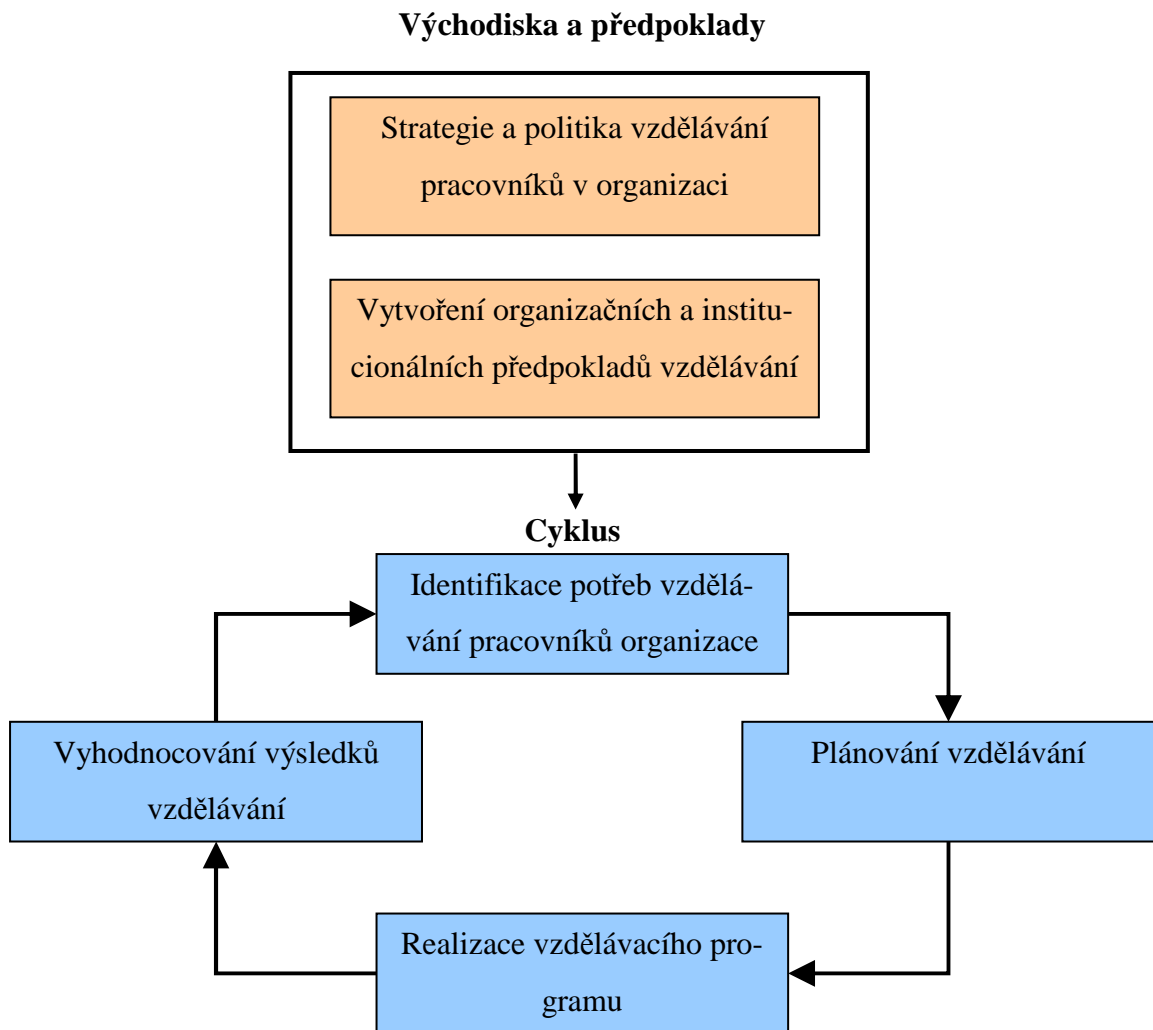 Východiska a předpoklady
Strategie a politika vzdělávání
pracovníků v organizaci
Vytvoření organizačních a institu-
cionálních předpokladů vzdělávání
Cyklus
Identifikace potřeb vzdělá-
vání pracovníků organizace
Vyhodnocování výsledků
vzdělávání
Plánování vzdělávání
Realizace vzdělávacího pro-
gramu